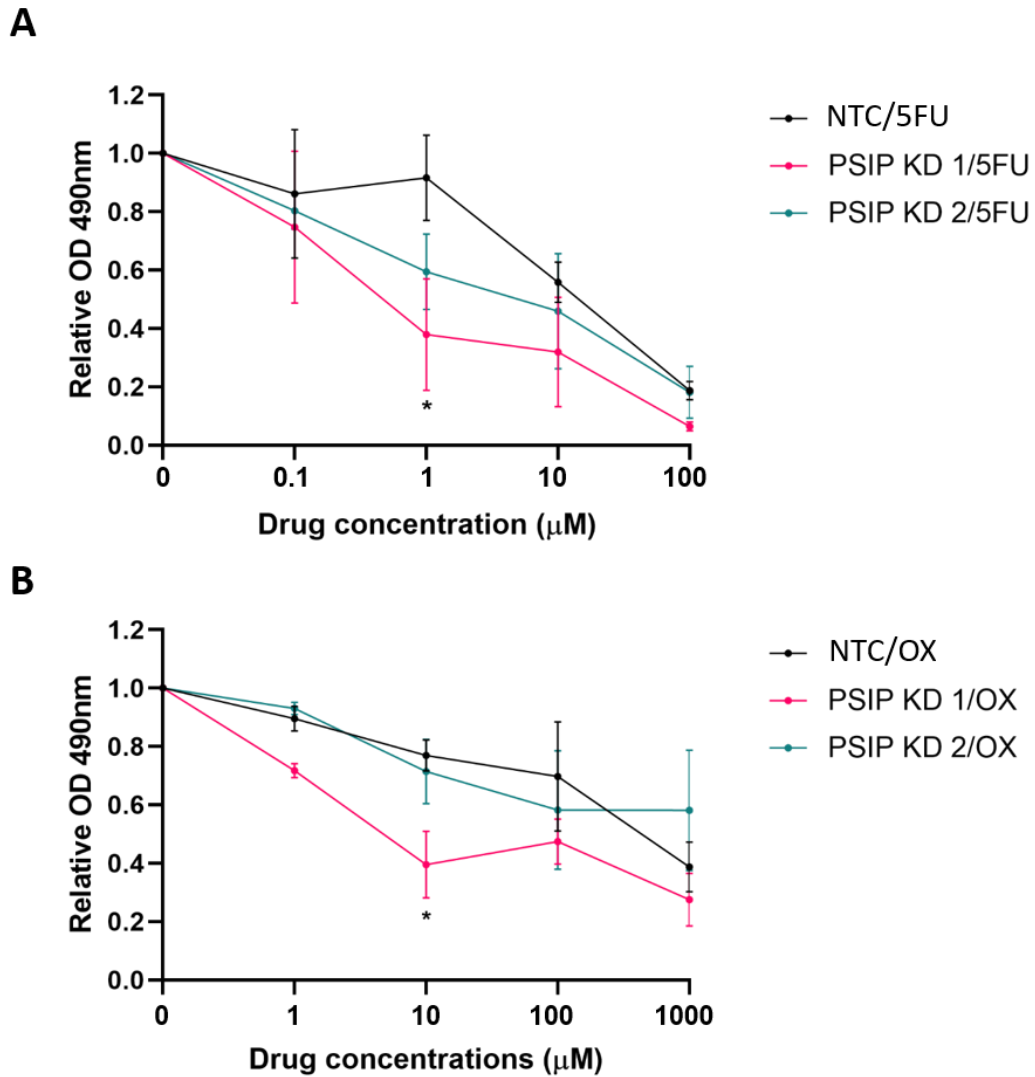 A
1.2
1.0
0.8
0.6
0.4
0.2
0.0
Relative OD 490nm
*
0 0.1 1 10 100
Drug concentration (μM)
NTC/5FU
PSIP KD 1/5FU
PSIP KD 2/5FU
B
1.2
1.0
0.8
0.6
0.4
0.2
0.0
Relative OD 490nm
*
0 1 10 100 1000
Drug concentrations (μM)
NTC/OX
PSIP KD 1/OX
PSIP KD 2/OX